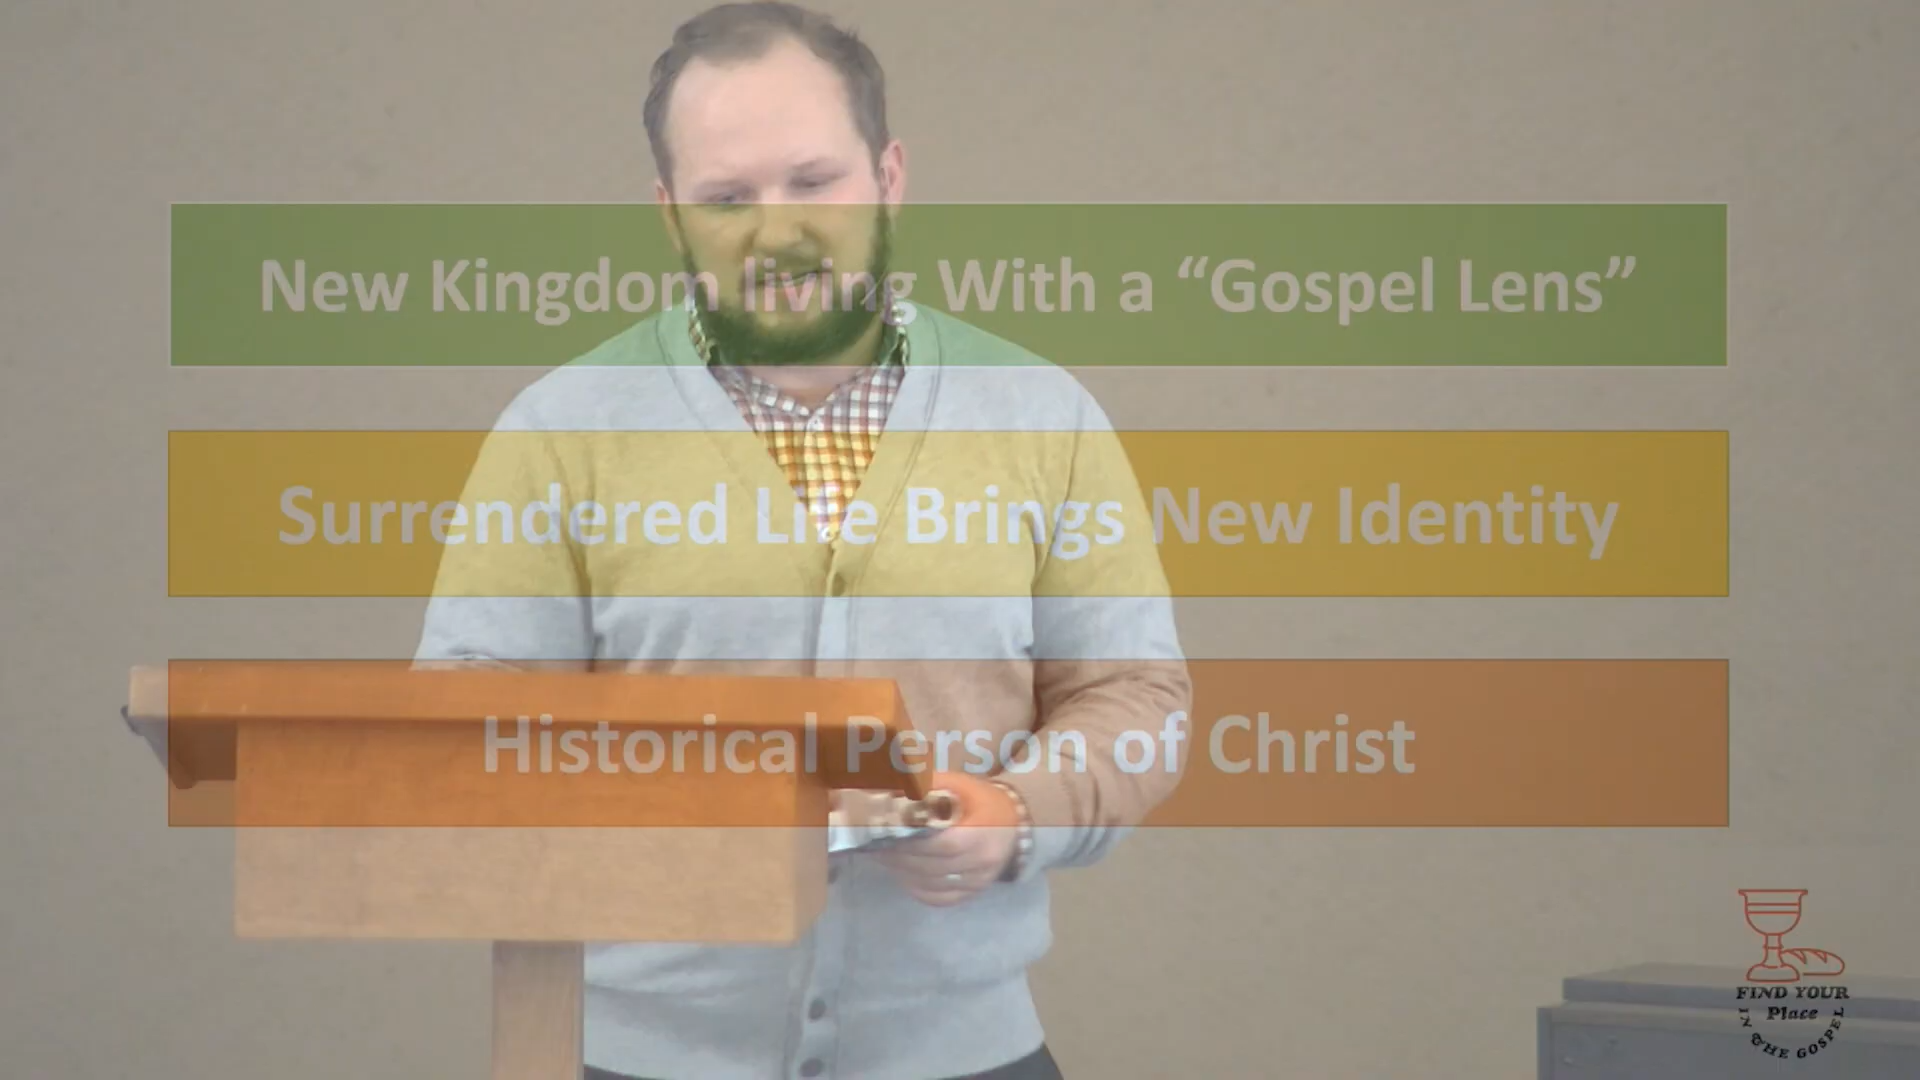 New Kingdom living With a “Gospel Lens”
Surrendered Life Brings New Identity
Historical Person of Christ
FIND YOUR
Place
IN THE GOSPEL